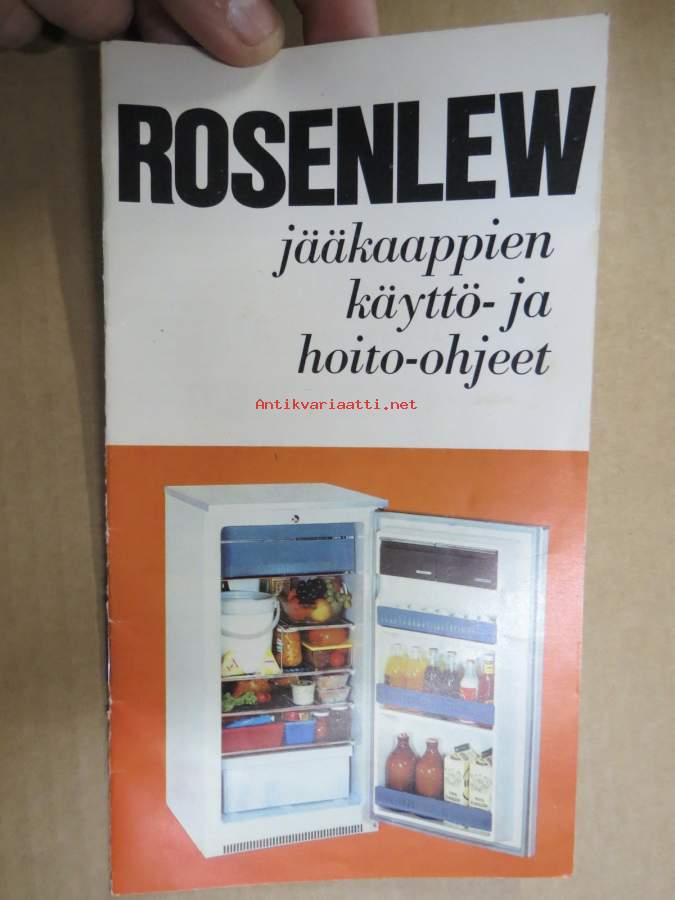 ROSENLEW
jääkaappien
käyttö- ja
hoito-ohjeet
Antikvariaatti.net